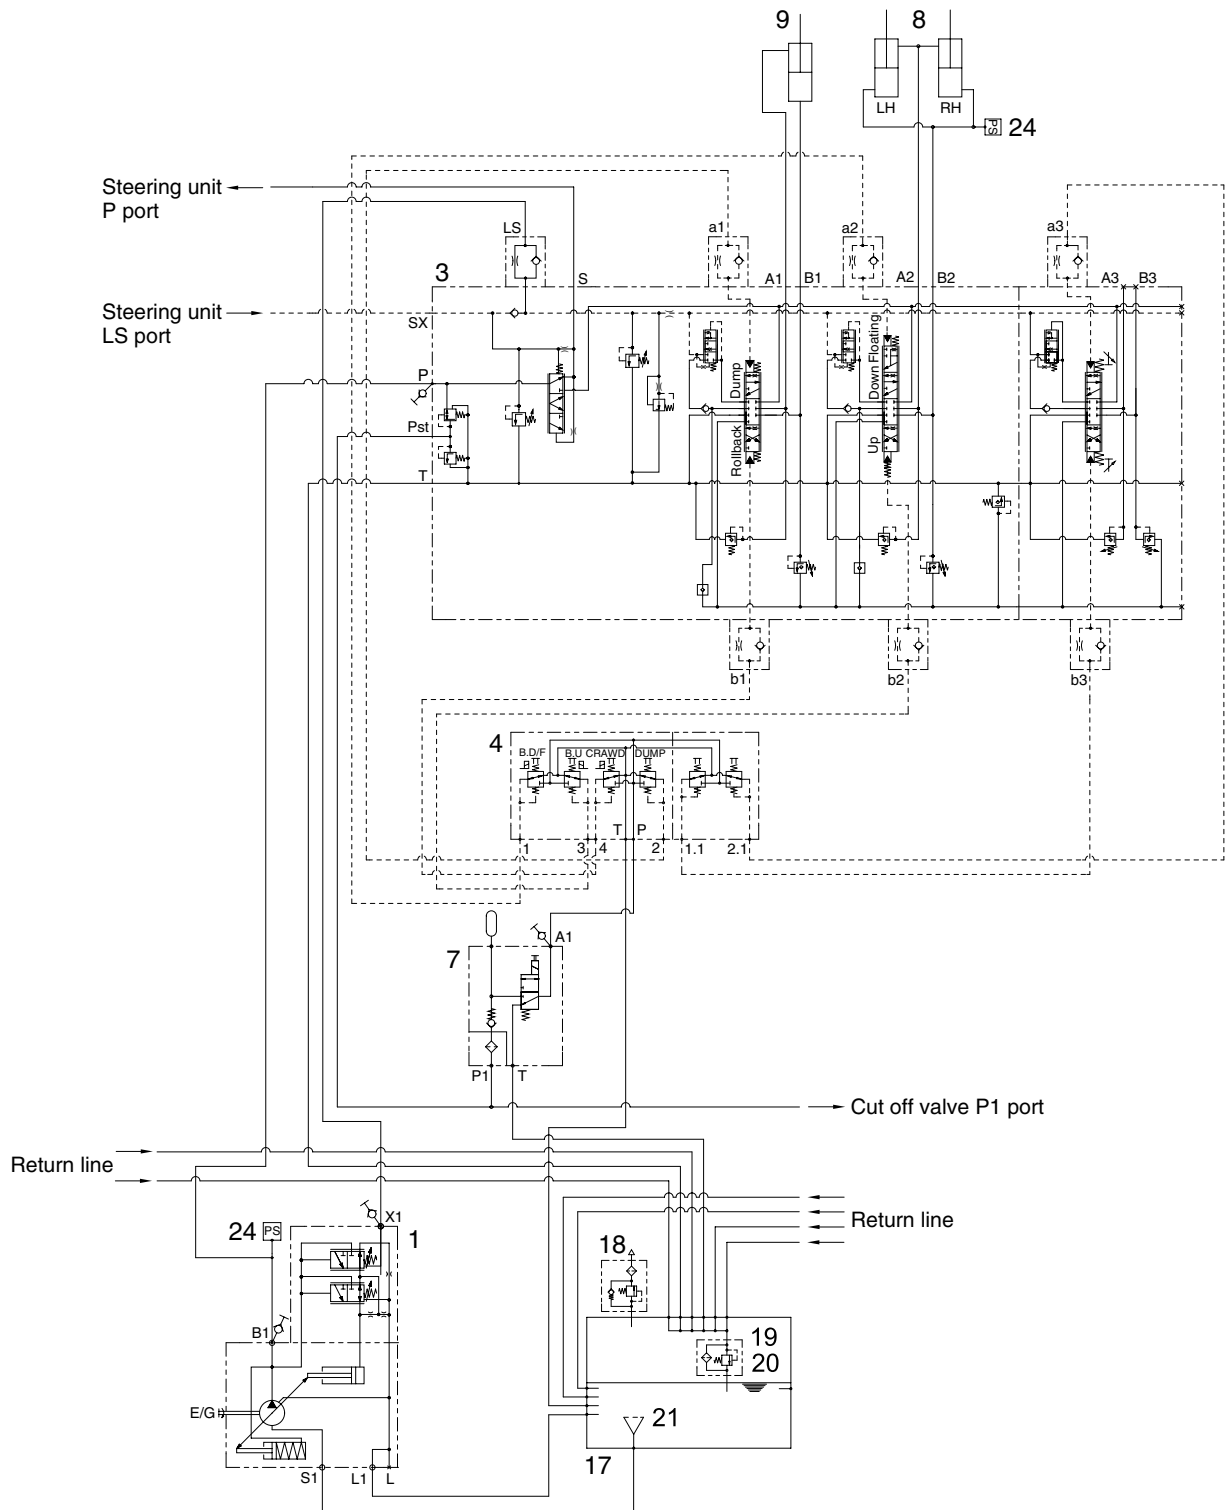 9
8
LH
RH
PS
24
Steering unit
P port
LS
a1
a2
a3
3
S
A1
B1
A2
B2
A3
B3
Steering unit
LS port
SX
P
Pst
T
Rollback
Dump
Up
Down
Floating
b1
b2
b3
4
B.D/F
B.U
CRAWD
DUMP
T
P
1
3
4
2
1.1
2.1
7
A1
P1
T
Cut off valve P1 port
Return line
Return line
24
PS
X1
1
18
B1
19
20
E/G
21
S1
L1
L
17